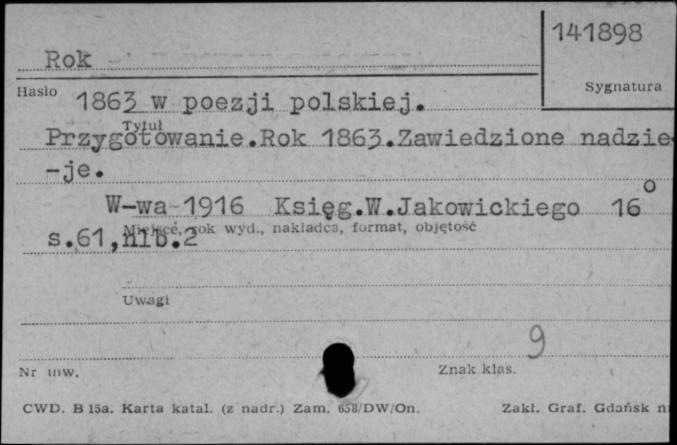 141898
Rok
Hasło
Sygnatura
1863 w poezji polskiej.
Tytuł
Przygotowanie.Rok 1863.Zawiedzione nadzie-
-je.
W-wa 1916 Księg.W.Jakowickiego 16°
Miejsce, rok wyd., nakładca, format, objętość
s.61,nlb.2
Uwagi
9
Nr inw.
Znak klas.
CWD. B 15a. Karta katal. (z nadr.) Zam. 658/DW/On.
Zakł. Graf. Gdańsk